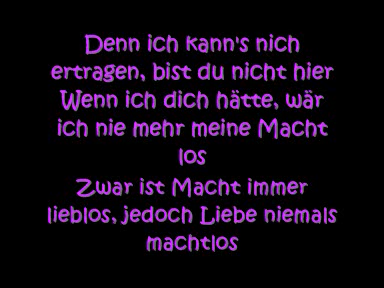 Denn ich kann's nich
ertragen, bist du nicht hier
Wenn ich dich hätte, wär
ich nie mehr meine Macht
los
Zwar ist Macht immer
lieblos, jedoch Liebe niemals
machtlos